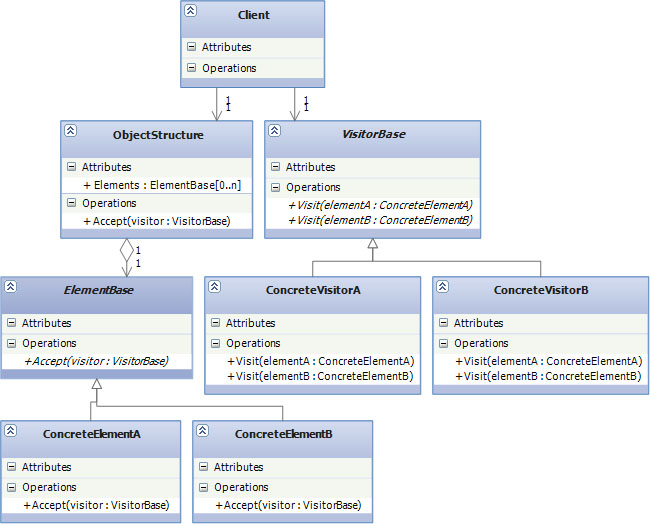 Client
Attributes
Operations
1
1
1
1
ObjectStructure
Attributes
+ Elements : ElementBase[0..n]
Operations
+ Accept(visitor : VisitorBase)
VisitorBase
Attributes
Operations
+ Visit(elementA : ConcreteElementA)
+ Visit(elementB : ConcreteElementB)
1
1
ElementBase
Attributes
Operations
+ Accept(visitor : VisitorBase)
ConcreteVisitorA
Attributes
Operations
+ Visit(elementA : ConcreteElementA)
+ Visit(elementB : ConcreteElementB)
ConcreteVisitorB
Attributes
Operations
+ Visit(elementA : ConcreteElementA)
+ Visit(elementB : ConcreteElementB)
ConcreteElementA
Attributes
Operations
+ Accept(visitor : VisitorBase)
ConcreteElementB
Attributes
Operations
+ Accept(visitor : VisitorBase)